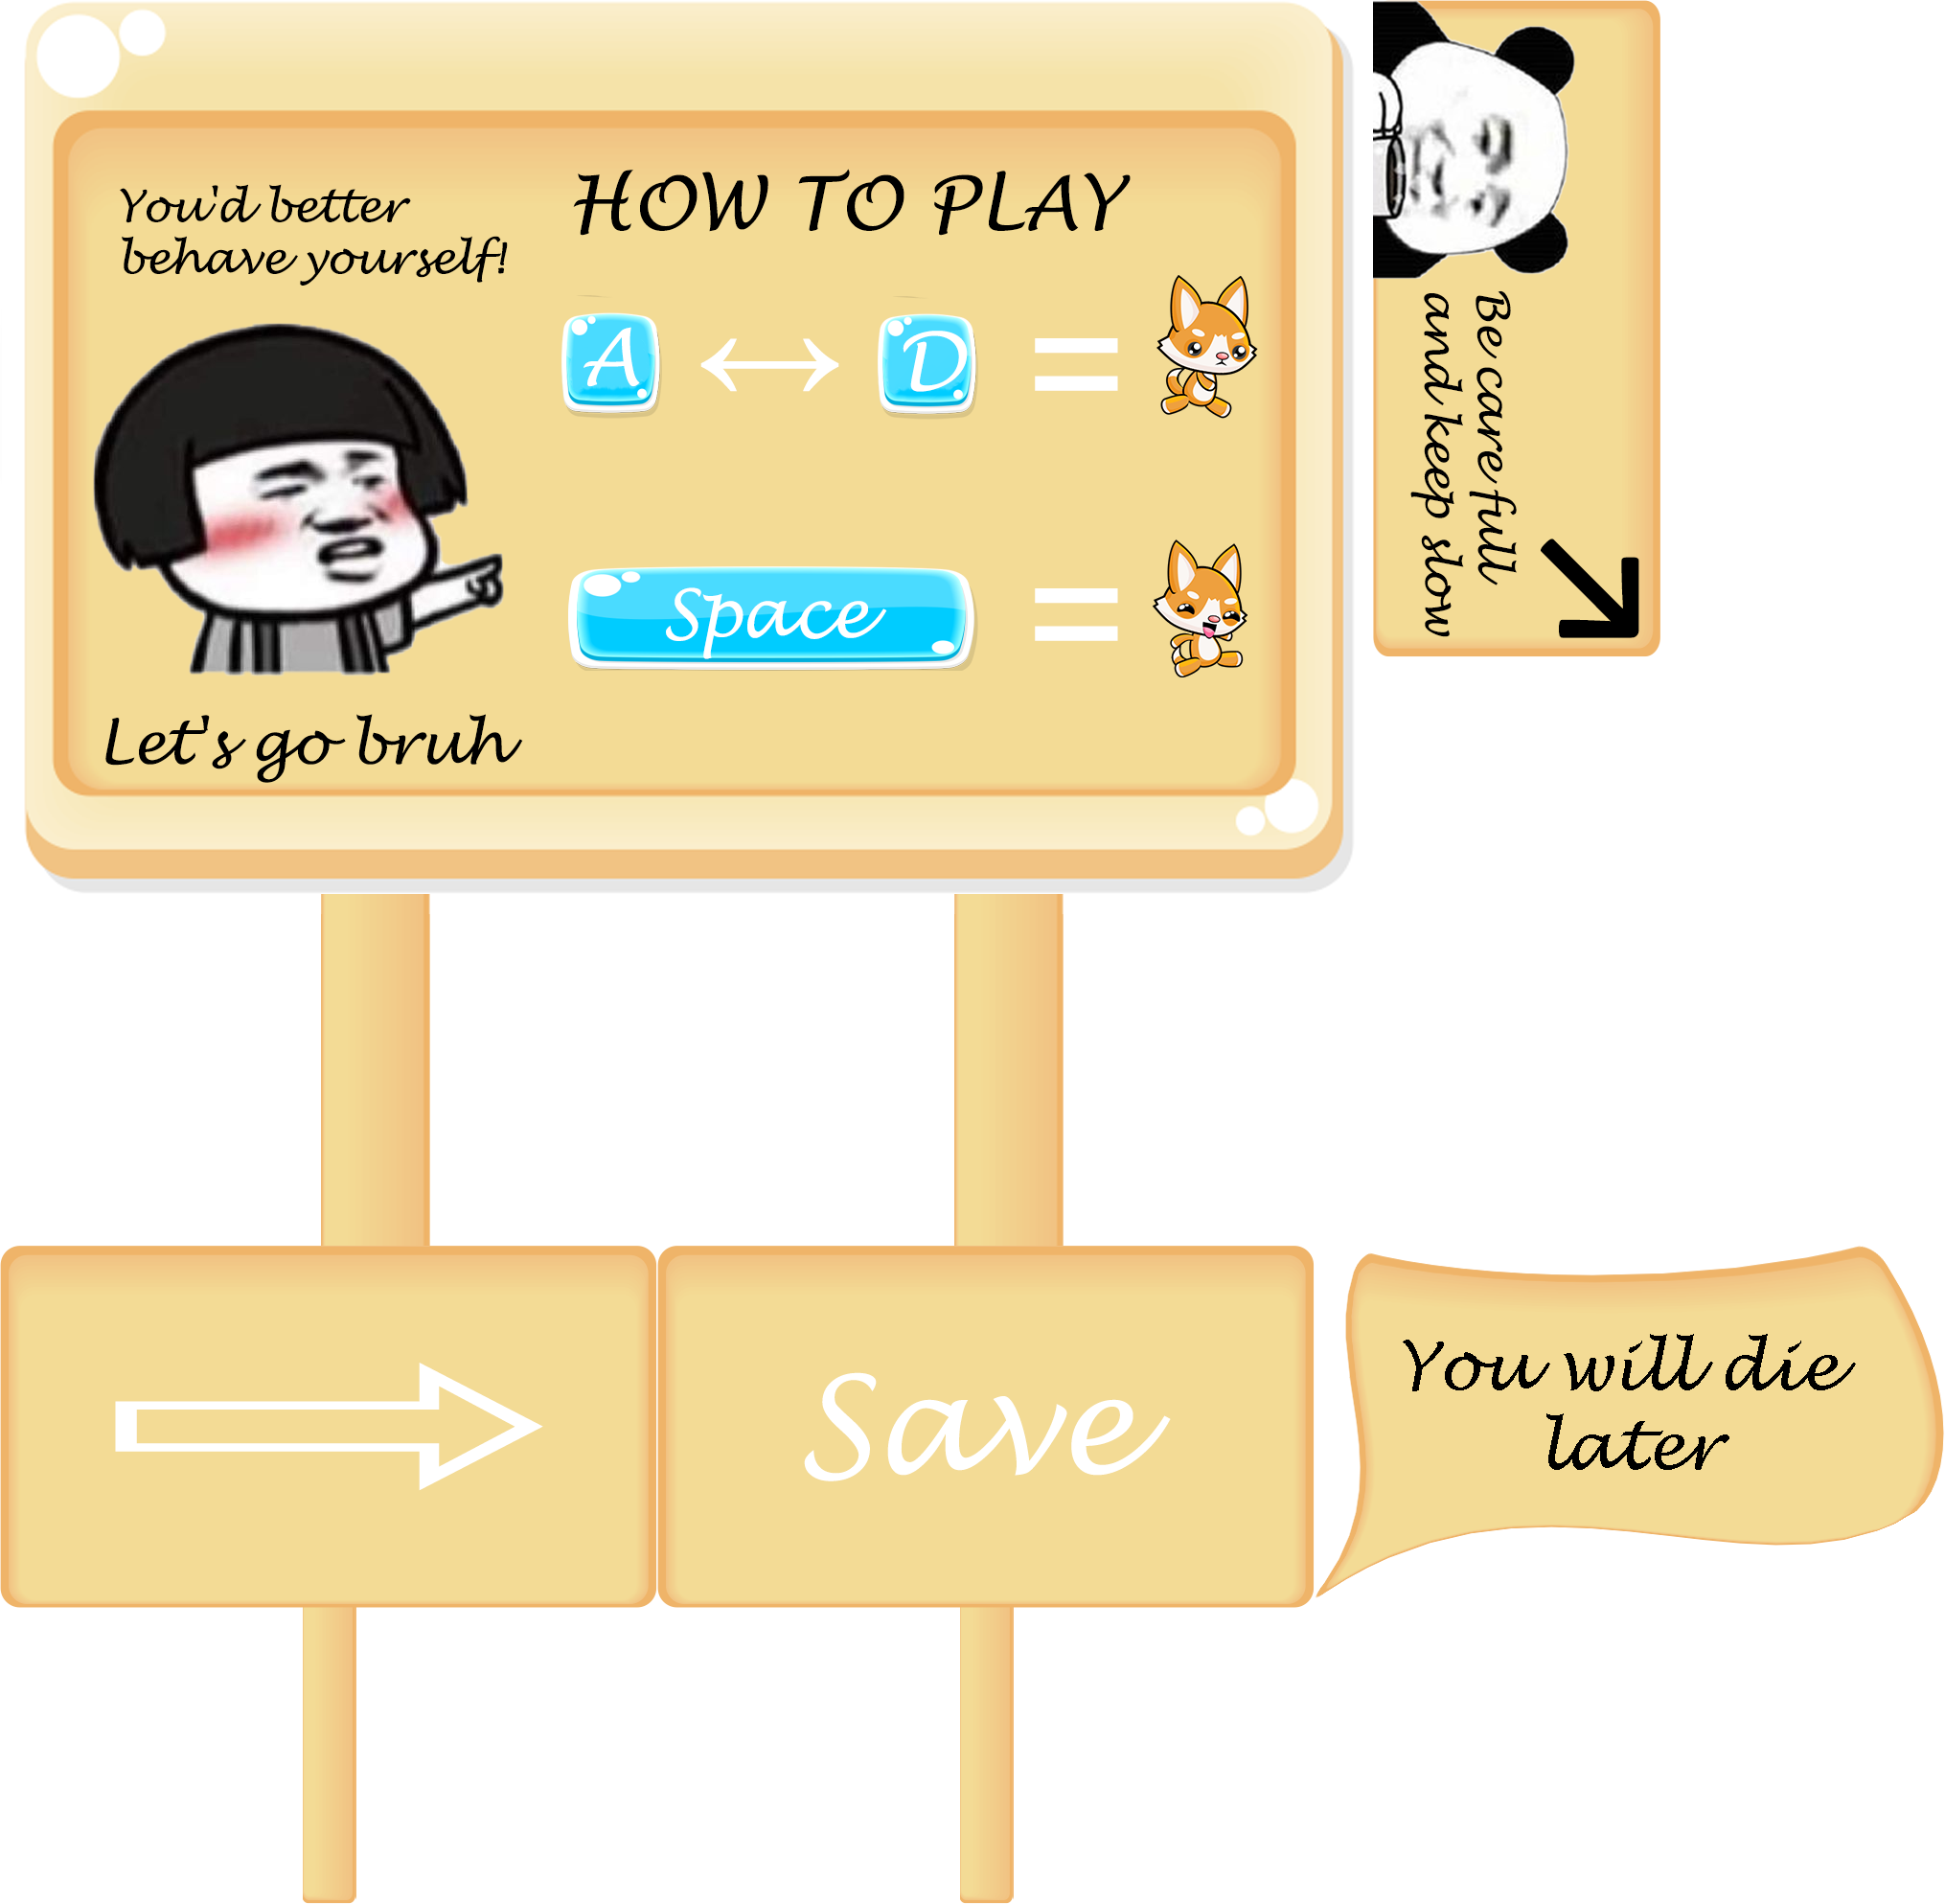 You'd better
behave yourself!
HOW TO PLAY
A
D
=
Space
=
Let's go bruh
Be care full
and keep slow
Save
You will die
later